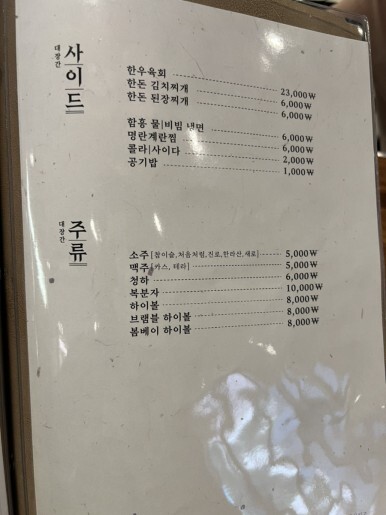 대장간
사이드
한우육회 23,000₩
한돈 김치찌개 6,000₩
한돈 된장찌개 6,000₩
함흥 물|비빔 냉면 6,000₩
명란계란찜 6,000₩
콜라|사이다 2,000₩
공기밥 1,000₩
대장간
주류
소주 [참이슬,처음처럼,진로,한라산,새로] 5,000₩
맥주 [카스, 테라] 5,000₩
청하 6,000₩
복분자 10,000₩
하이볼 8,000₩
브램블 하이볼 8,000₩
봄베이 하이볼 8,000₩